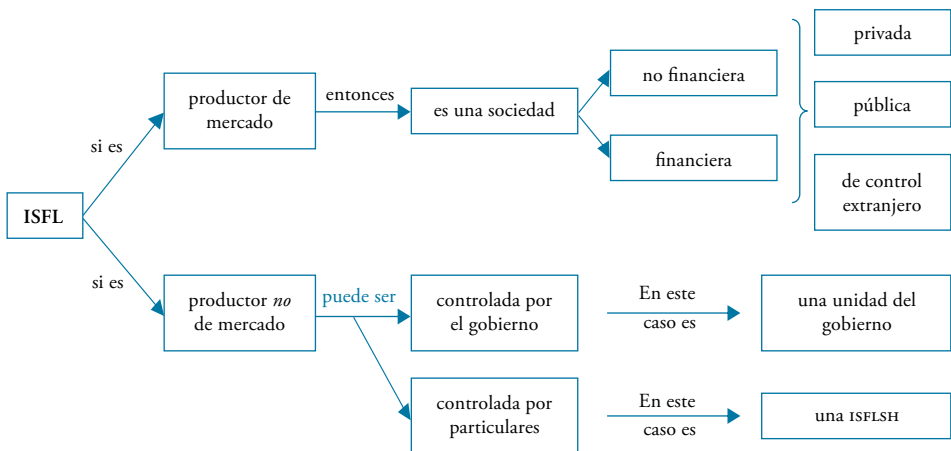 ISFL
si es
productor de
mercado
entonces
es una sociedad
no financiera
financiera
privada
pública
de control
extranjero
si es
productor no
de mercado
puede ser
controlada por
el gobierno
En este
caso es
una unidad del
gobierno
controlada por
particulares
En este
caso es
una ISFLSH